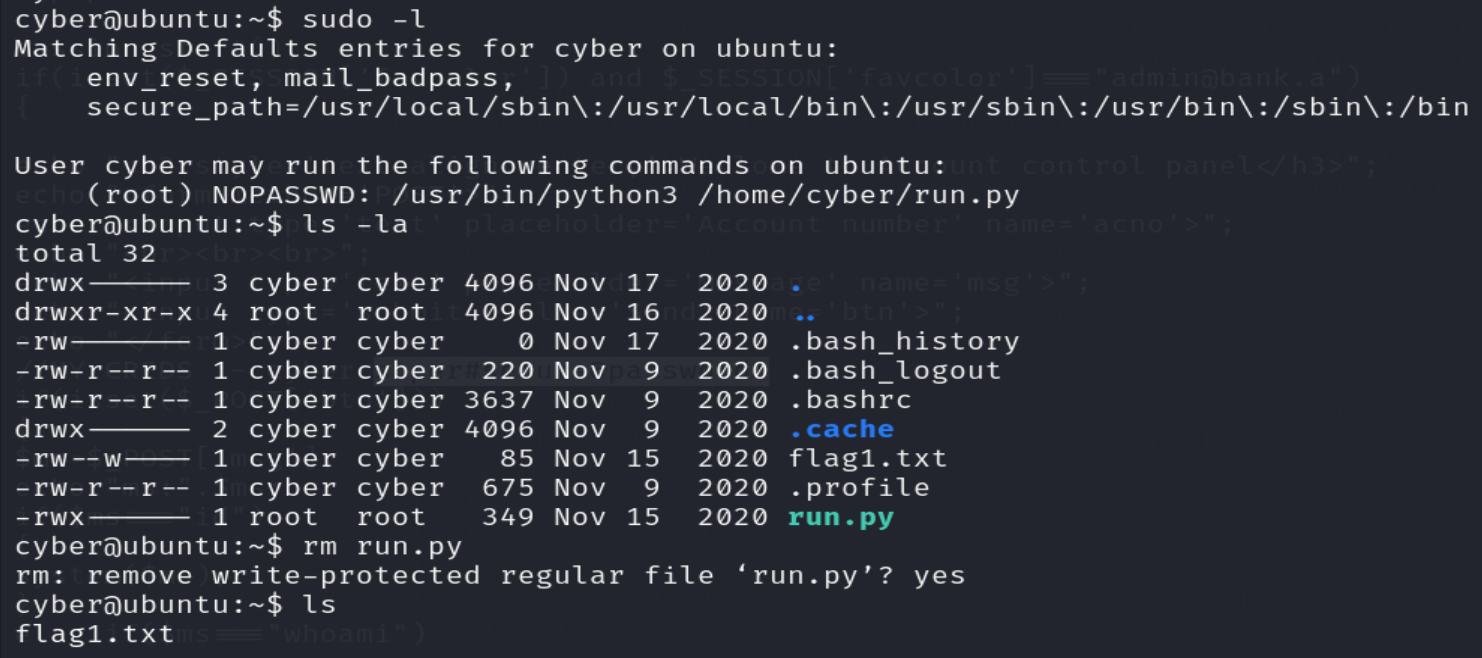 cyber@ubuntu:~$ sudo -l
Matching Defaults entries for cyber on ubuntu:
    env_reset, mail_badpass,
    secure_path=/usr/local/sbin\:/usr/local/bin\:/usr/sbin\:/usr/bin\:/sbin\:/bin

User cyber may run the following commands on ubuntu:
    (root) NOPASSWD: /usr/bin/python3 /home/cyber/run.py
cyber@ubuntu:~$ ls -la
total 32
drwx------ 3 cyber cyber 4096 Nov 17  2020 .
drwxr-xr-x 4 root  root  4096 Nov 16  2020 ..
-rw------- 1 cyber cyber    0 Nov 17  2020 .bash_history
-rw-r--r-- 1 cyber cyber  220 Nov  9  2020 .bash_logout
-rw-r--r-- 1 cyber cyber 3637 Nov  9  2020 .bashrc
drwx------ 2 cyber cyber 4096 Nov  9  2020 .cache
-rw--w---- 1 cyber cyber   85 Nov 15  2020 flag1.txt
-rw-r--r-- 1 cyber cyber  675 Nov  9  2020 .profile
-rwx------ 1 root  root   349 Nov 15  2020 run.py
cyber@ubuntu:~$ rm run.py
rm: remove write-protected regular file ‘run.py’? yes
cyber@ubuntu:~$ ls
flag1.txt